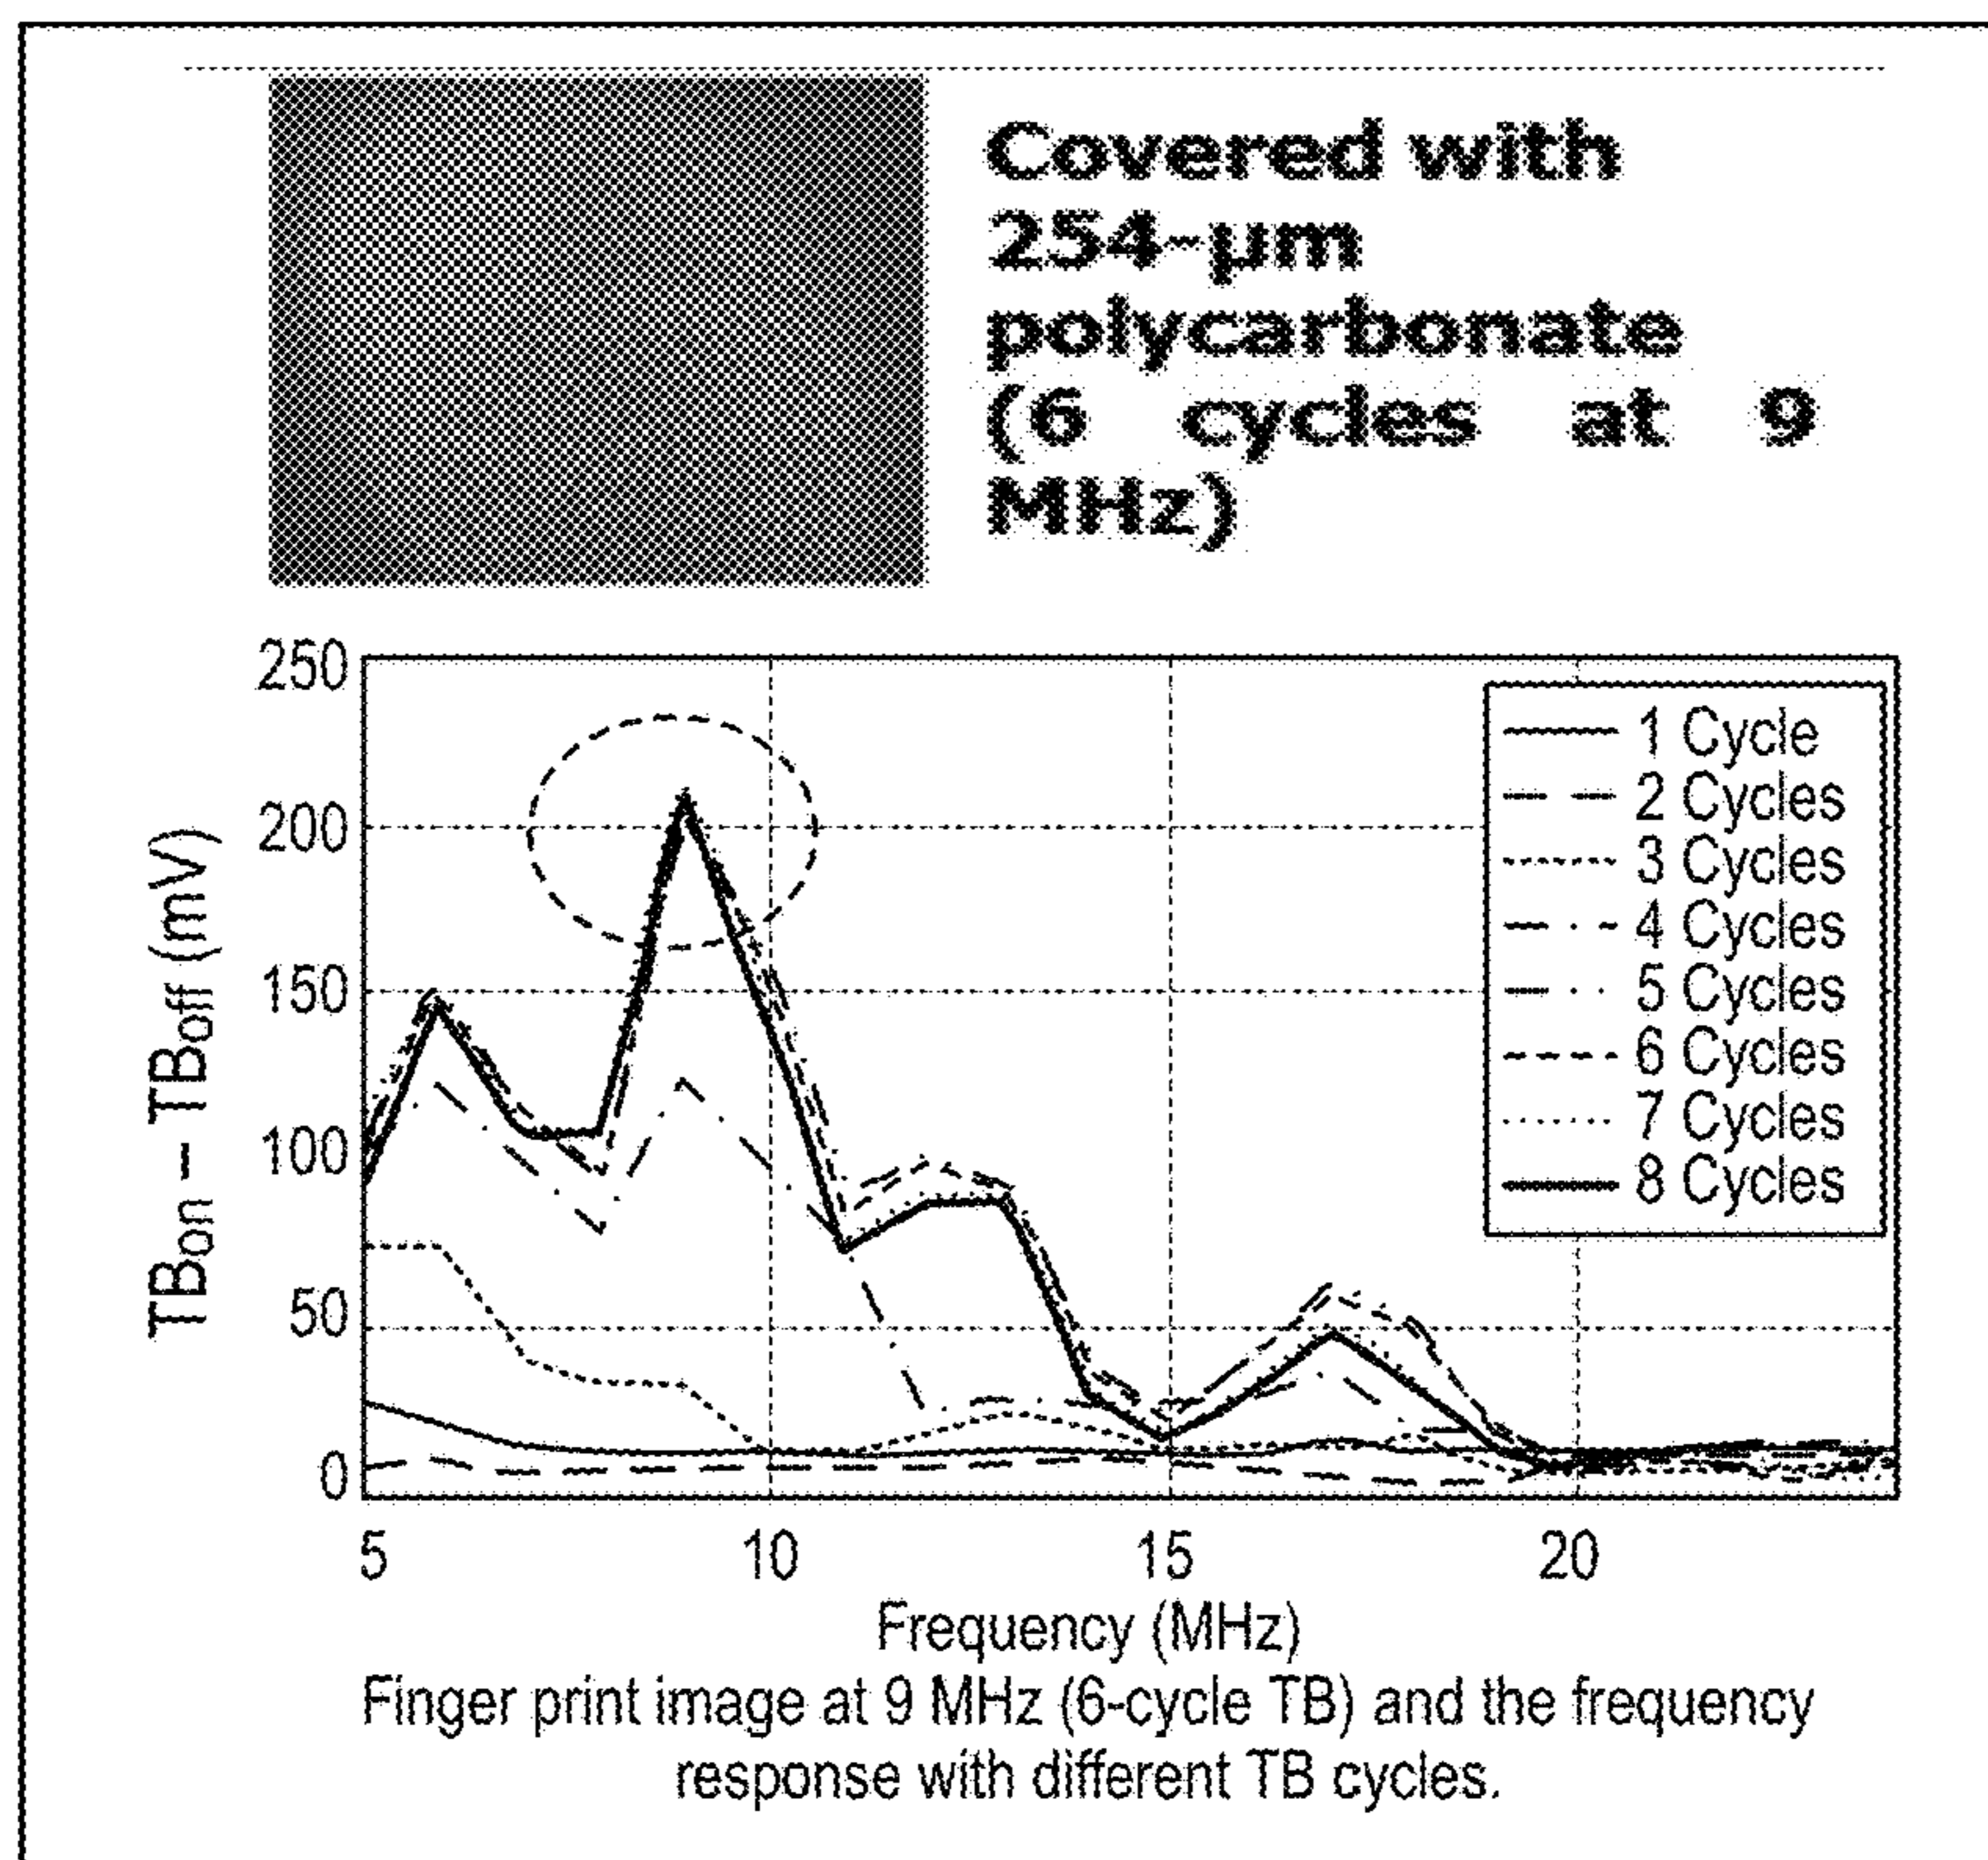 Covered with
254-µm
polycarbonate
(6 cycles at 9
MHz)
250
200
150
100
50
0
TBon – TBoff (mV)
1 Cycle
2 Cycles
3 Cycles
4 Cycles
5 Cycles
6 Cycles
7 Cycles
8 Cycles
5 10 15 20
Frequency (MHz)
Finger print image at 9 MHz (6-cycle TB) and the frequency
response with different TB cycles.